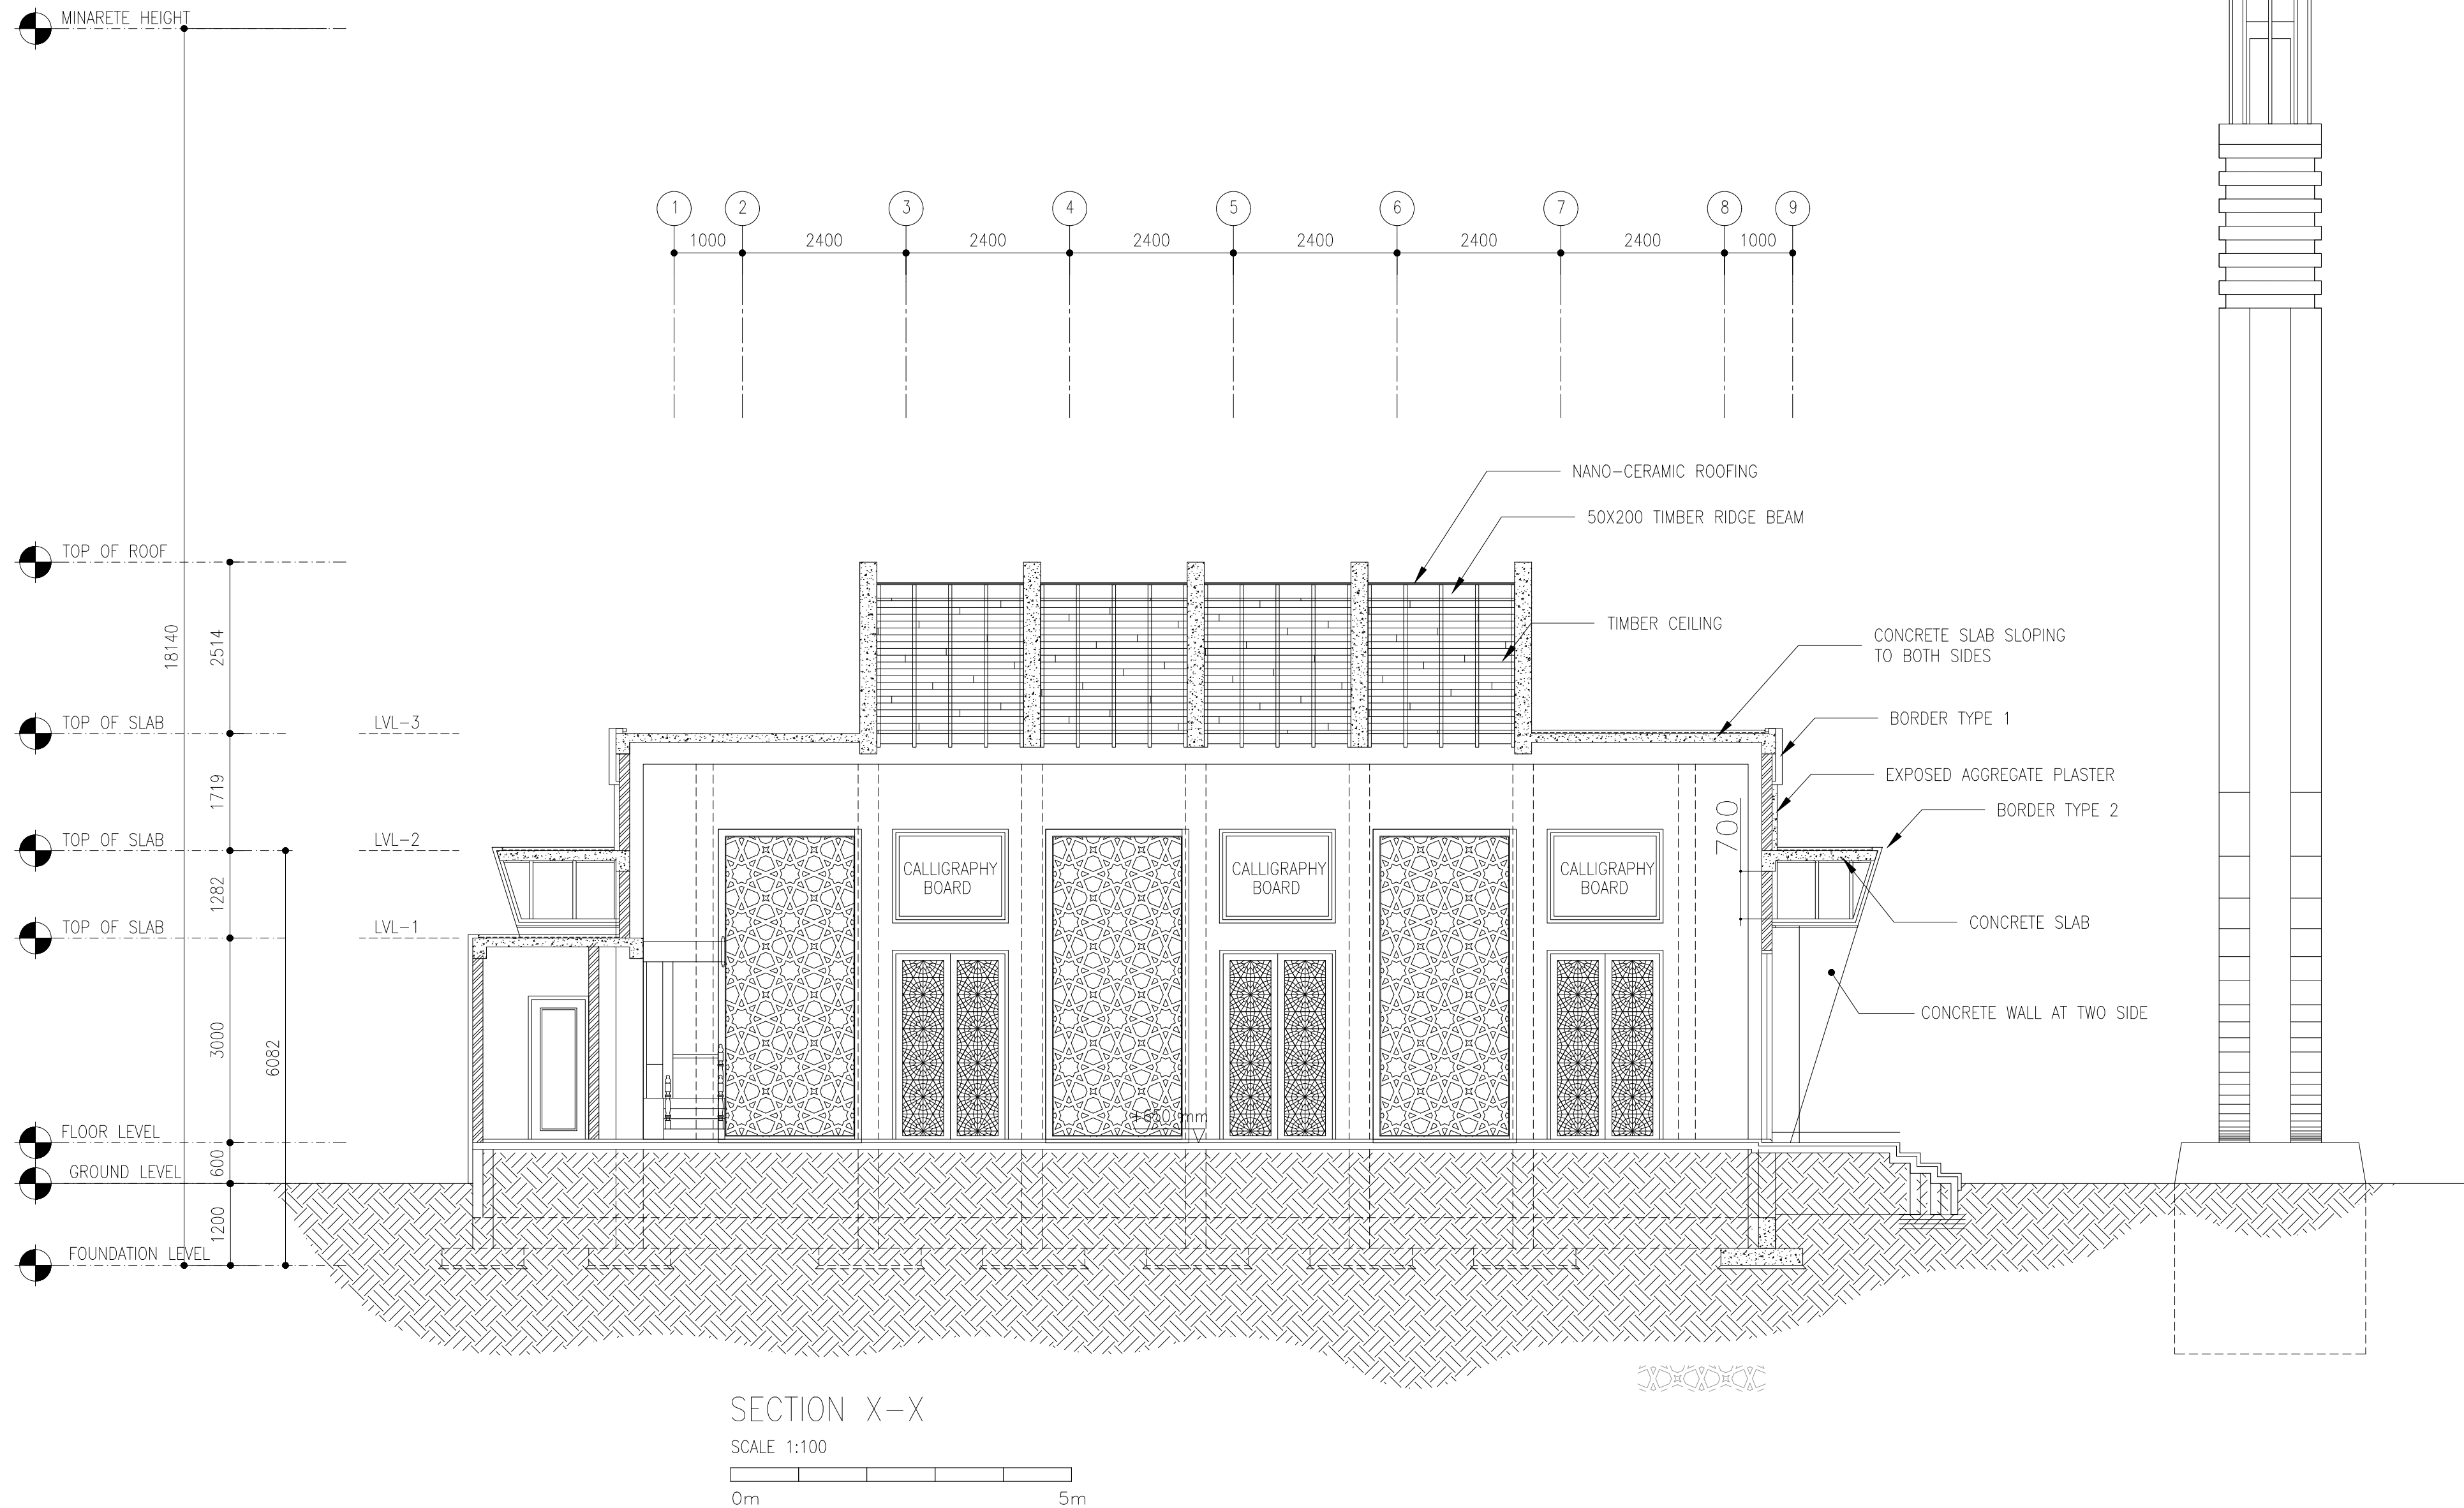 MINARETE HEIGHT
1 2 3 4 5 6 7 8 9
1000 2400 2400 2400 2400 2400 2400 1000
NANO-CERAMIC ROOFING
50X200 TIMBER RIDGE BEAM
TOP OF ROOF
TIMBER CEILING
CONCRETE SLAB SLOPING
TO BOTH SIDES
18140
2514
TOP OF SLAB
LVL-3
BORDER TYPE 1
1719
EXPOSED AGGREGATE PLASTER
BORDER TYPE 2
700
TOP OF SLAB
LVL-2
CALLIGRAPHY
BOARD
CALLIGRAPHY
BOARD
CALLIGRAPHY
BOARD
1282
TOP OF SLAB
LVL-1
CONCRETE SLAB
CONCRETE WALL AT TWO SIDE
3000
6082
+650 mm
FLOOR LEVEL
600
GROUND LEVEL
1200
FOUNDATION LEVEL
SECTION X-X
SCALE 1:100
0m 5m